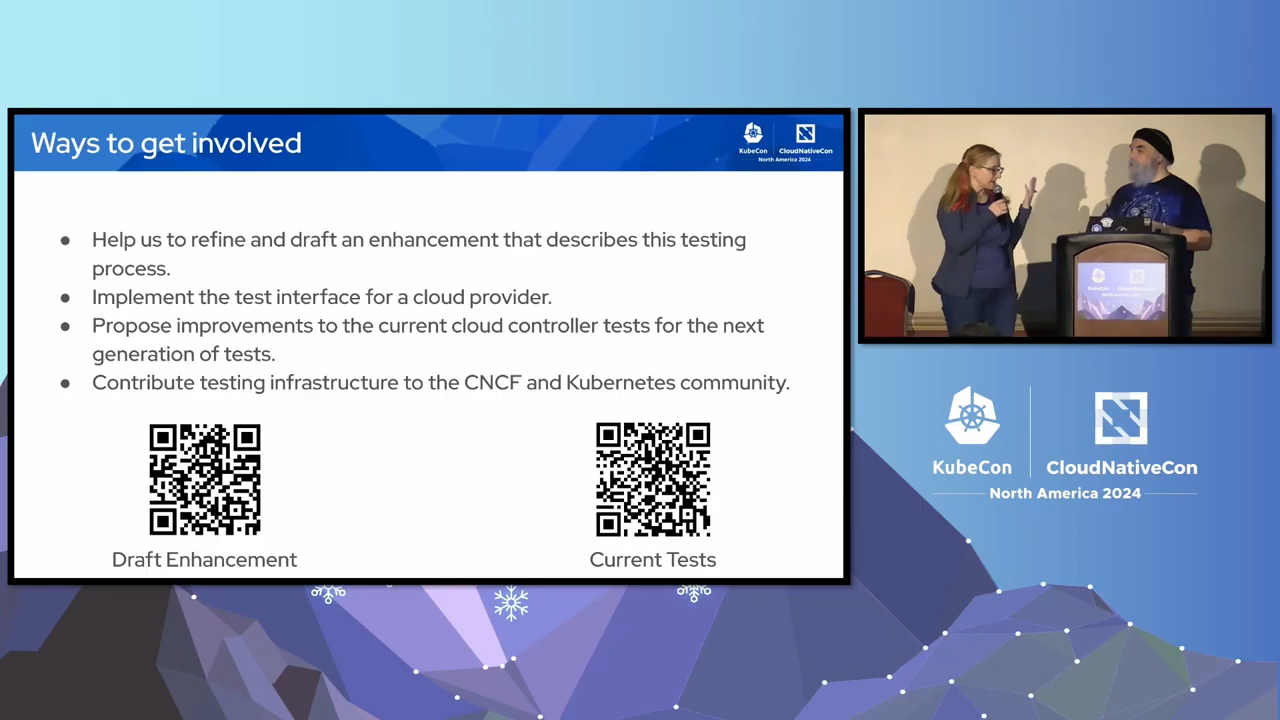 Ways to get involved
KubeCon
CloudNativeCon
North America 2024
● Help us to refine and draft an enhancement that describes this testing
process.
● Implement the test interface for a cloud provider.
● Propose improvements to the current cloud controller tests for the next
generation of tests.
● Contribute testing infrastructure to the CNCF and Kubernetes community.
Draft Enhancement
Current Tests
KubeCon
CloudNativeCon
North America 2024